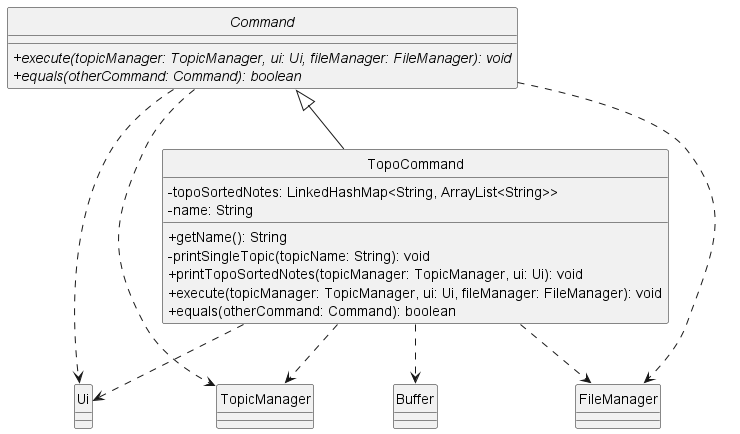 Command
+execute(topicManager: TopicManager, ui: Ui, fileManager: FileManager): void
+equals(otherCommand: Command): boolean
TopoCommand
-topoSortedNotes: LinkedHashMap<String, ArrayList<String>>
-name: String
+getName(): String
-printSingleTopic(topicName: String): void
+printTopoSortedNotes(topicManager: TopicManager, ui: Ui): void
+execute(topicManager: TopicManager, ui: Ui, fileManager: FileManager): void
+equals(otherCommand: Command): boolean
Ui
TopicManager
Buffer
FileManager